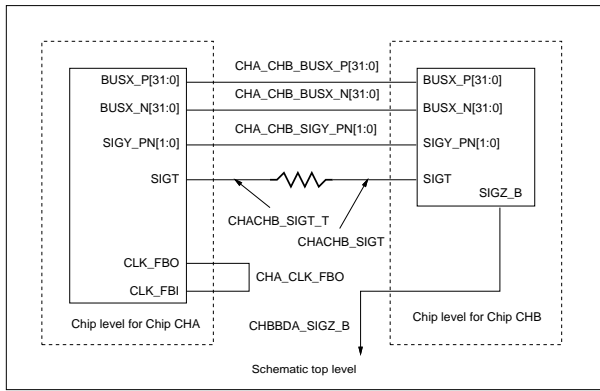 CHA_CHB_BUSX_P[31:0]
BUSX_P[31:0]
BUSX_P[31:0]
CHA_CHB_BUSX_N[31:0]
BUSX_N[31:0]
BUSX_N[31:0]
CHA_CHB_SIGY_PN[1:0]
SIGY_PN[1:0]
SIGY_PN[1:0]
SIGT
SIGT
SIGZ_B
CHACHB_SIGT_T
CHACHB_SIGT
CLK_FBO
CHA_CLK_FBO
CLK_FBI
Chip level for Chip CHA
CHBBDA_SIGZ_B
Chip level for Chip CHB
Schematic top level